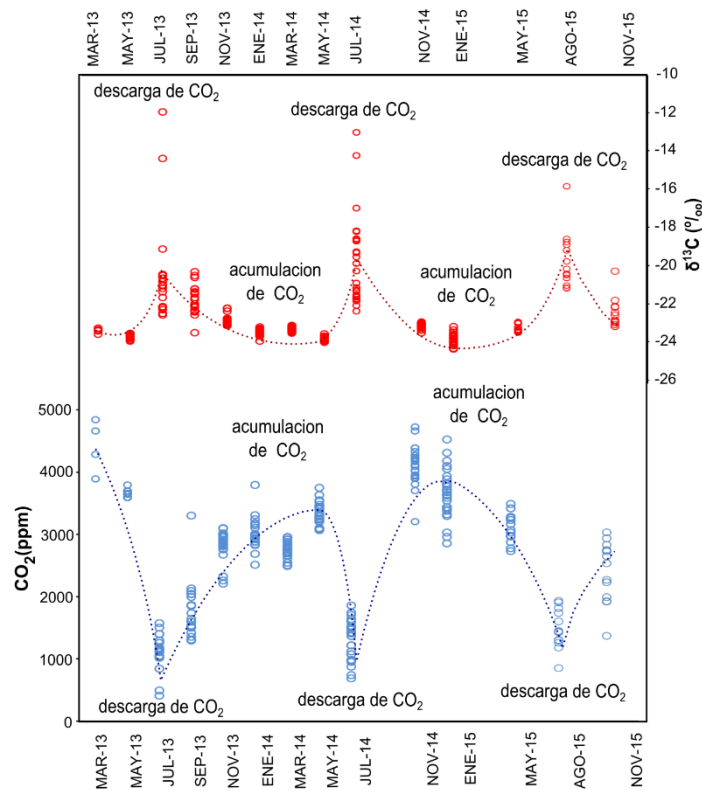 MAR-13
MAY-13
JUL-13
SEP-13
NOV-13
ENE-14
MAR-14
MAY-14
JUL-14
NOV-14
ENE-15
MAY-15
AGO-15
NOV-15
descarga de CO₂
descarga de CO₂
descarga de CO₂
acumulacion
de CO₂
acumulacion
de CO₂
-10
-12
-14
-16
-18
-20
-22
-24
-26
δ¹³C (º/₀₀)
acumulacion
de CO₂
acumulacion
de CO₂
5000
4000
3000
2000
1000
0
CO₂(ppm)
descarga de CO₂
descarga de CO₂
descarga de CO₂
MAR-13
MAY-13
JUL-13
SEP-13
NOV-13
ENE-14
MAR-14
MAY-14
JUL-14
NOV-14
ENE-15
MAY-15
AGO-15
NOV-15